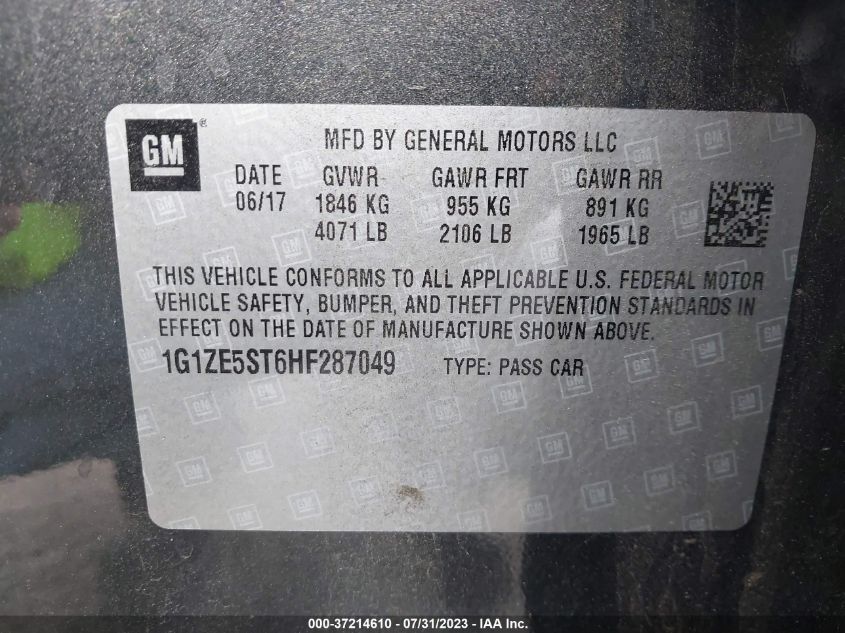 GM ®
MFD BY GENERAL MOTORS LLC
DATE GVWR GAWR FRT GAWR RR
06/17 1846 KG 955 KG 891 KG
4071 LB 2106 LB 1965 LB
THIS VEHICLE CONFORMS TO ALL APPLICABLE U.S. FEDERAL MOTOR
VEHICLE SAFETY, BUMPER, AND THEFT PREVENTION STANDARDS IN
EFFECT ON THE DATE OF MANUFACTURE SHOWN ABOVE.
1G1ZE5ST6HF287049 TYPE: PASS CAR
000-37214610 - 07/31/2023 - IAA Inc.